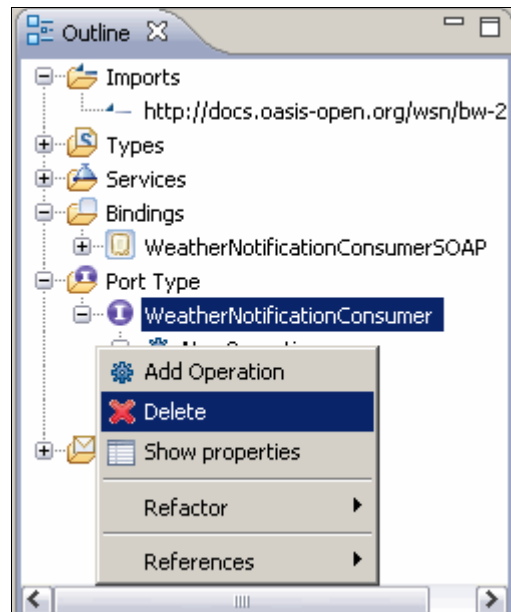 Outline
Imports
http://docs.oasis-open.org/wsn/bw-2
Types
Services
Bindings
WeatherNotificationConsumerSOAP
Port Type
WeatherNotificationConsumer
Add Operation
Delete
Show properties
Refactor
References